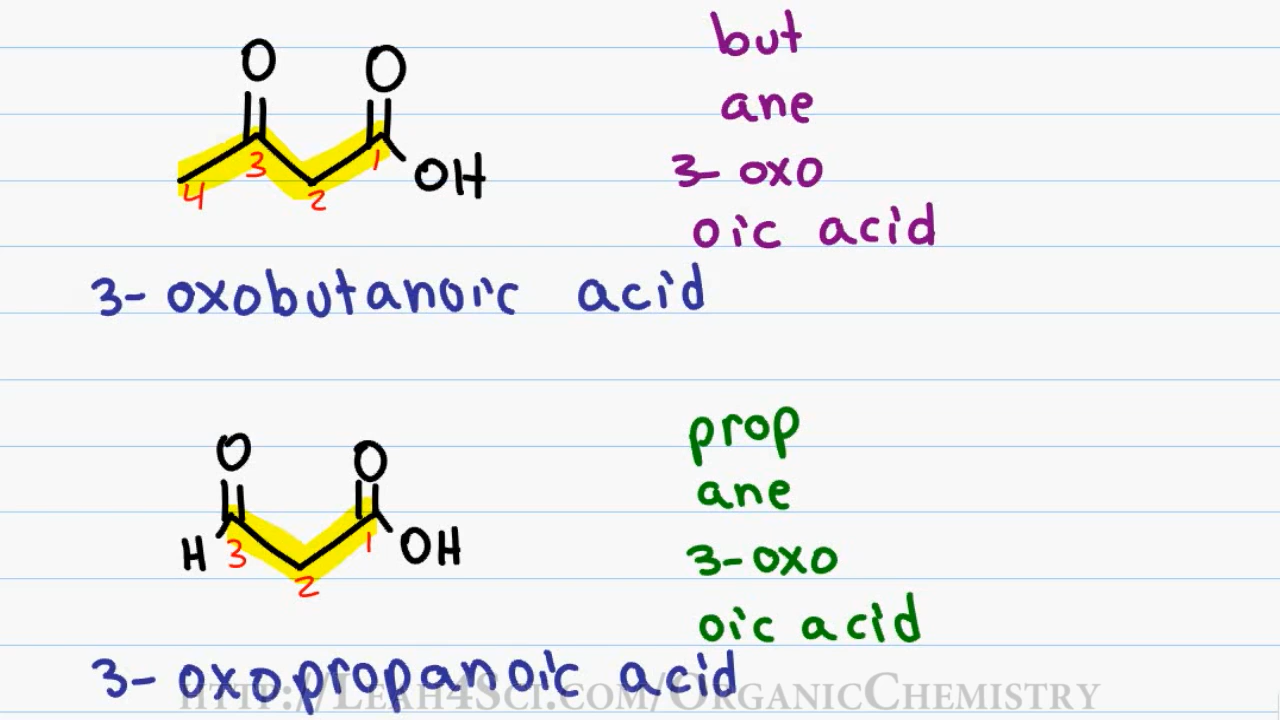 O O
OH
4 3 2 1
but
ane
3- oxo
oic acid
3- oxobutanoic acid
O O
H OH
3 2 1
prop
ane
3-oxo
oic acid
3- oxopropanoic acid
http://Leah4Sci.com/OrganicChemistry